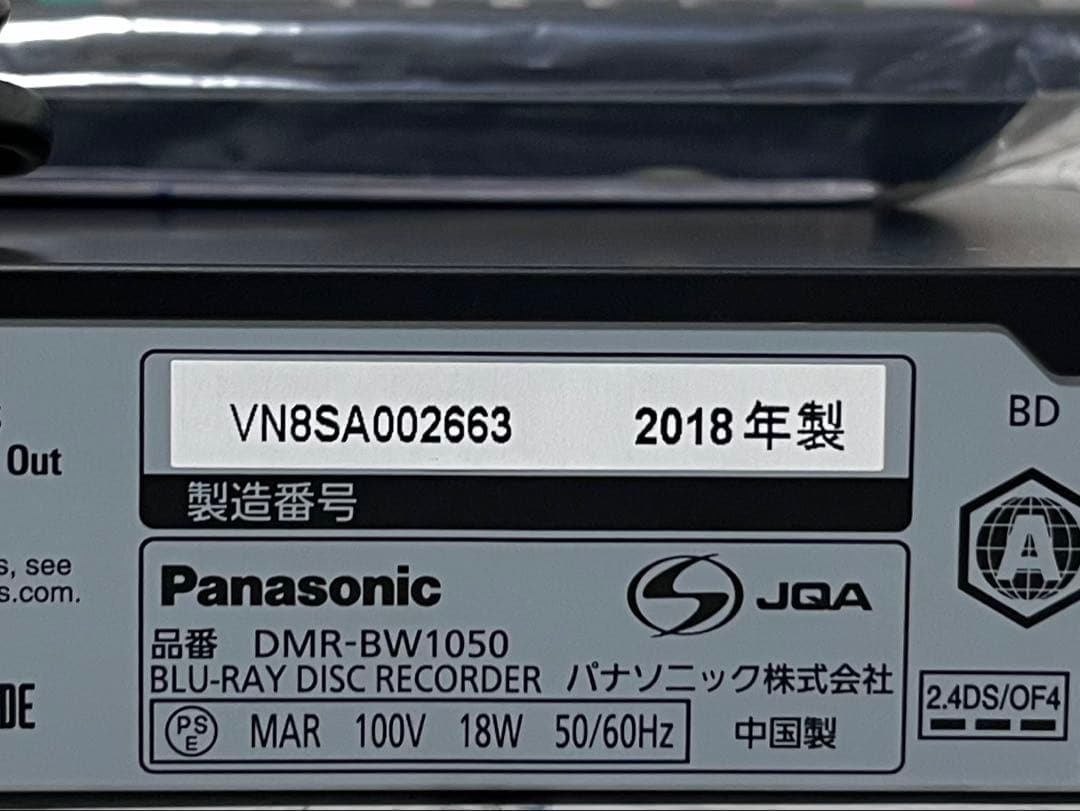 VN8SA002663 2018年製
製造番号
Out
s, see
s.com.
DE
Panasonic
JQA
品番 DMR-BW1050
BLU-RAY DISC RECORDER パナソニック株式会社
PSE MAR 100V 18W 50/60Hz 中国製
BD
A
2.4DS/OF4